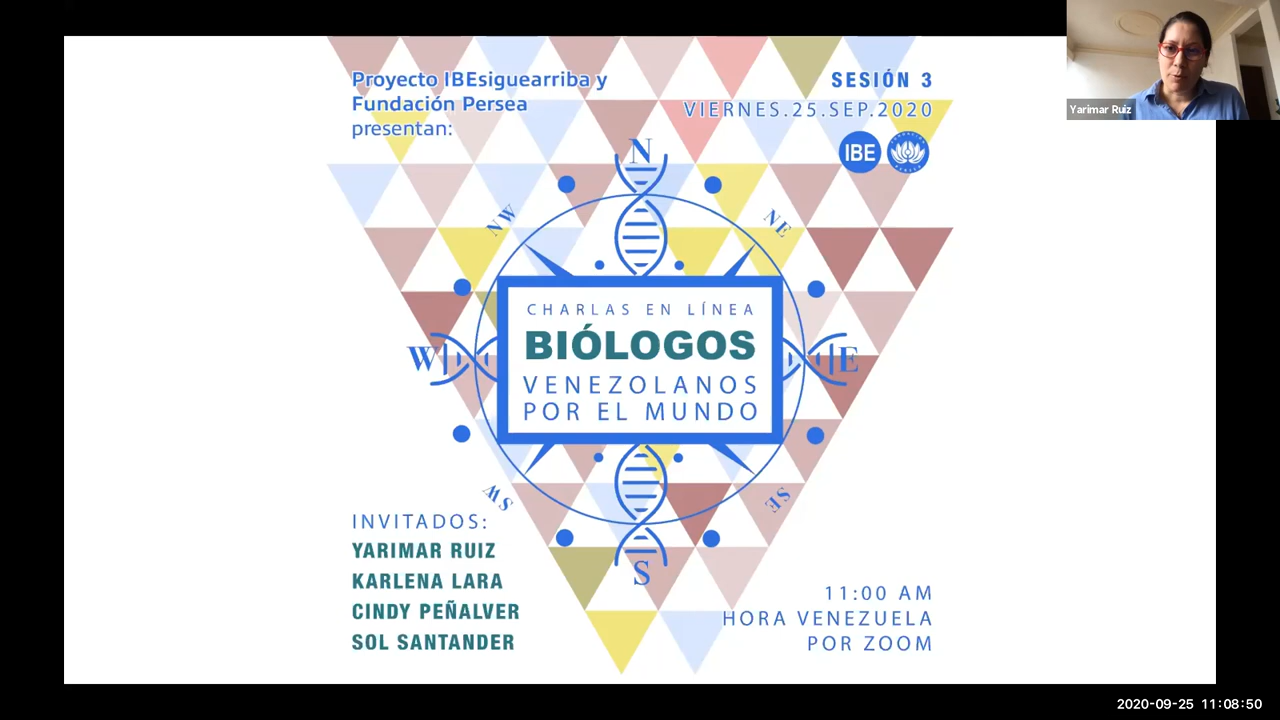 Proyecto IBEsiguearriba y
Fundación Persea
presentan:
SESIÓN 3
VIERNES.25.SEP.2020
IBE
Yarimar Ruiz
N
NW
NE
W
E
CHARLAS EN LÍNEA
BIÓLOGOS
VENEZOLANOS
POR EL MUNDO
SW
SE
S
INVITADOS:
YARIMAR RUIZ
KARLENA LARA
CINDY PEÑALVER
SOL SANTANDER
11:00 AM
HORA VENEZUELA
POR ZOOM
2020-09-25 11:08:50